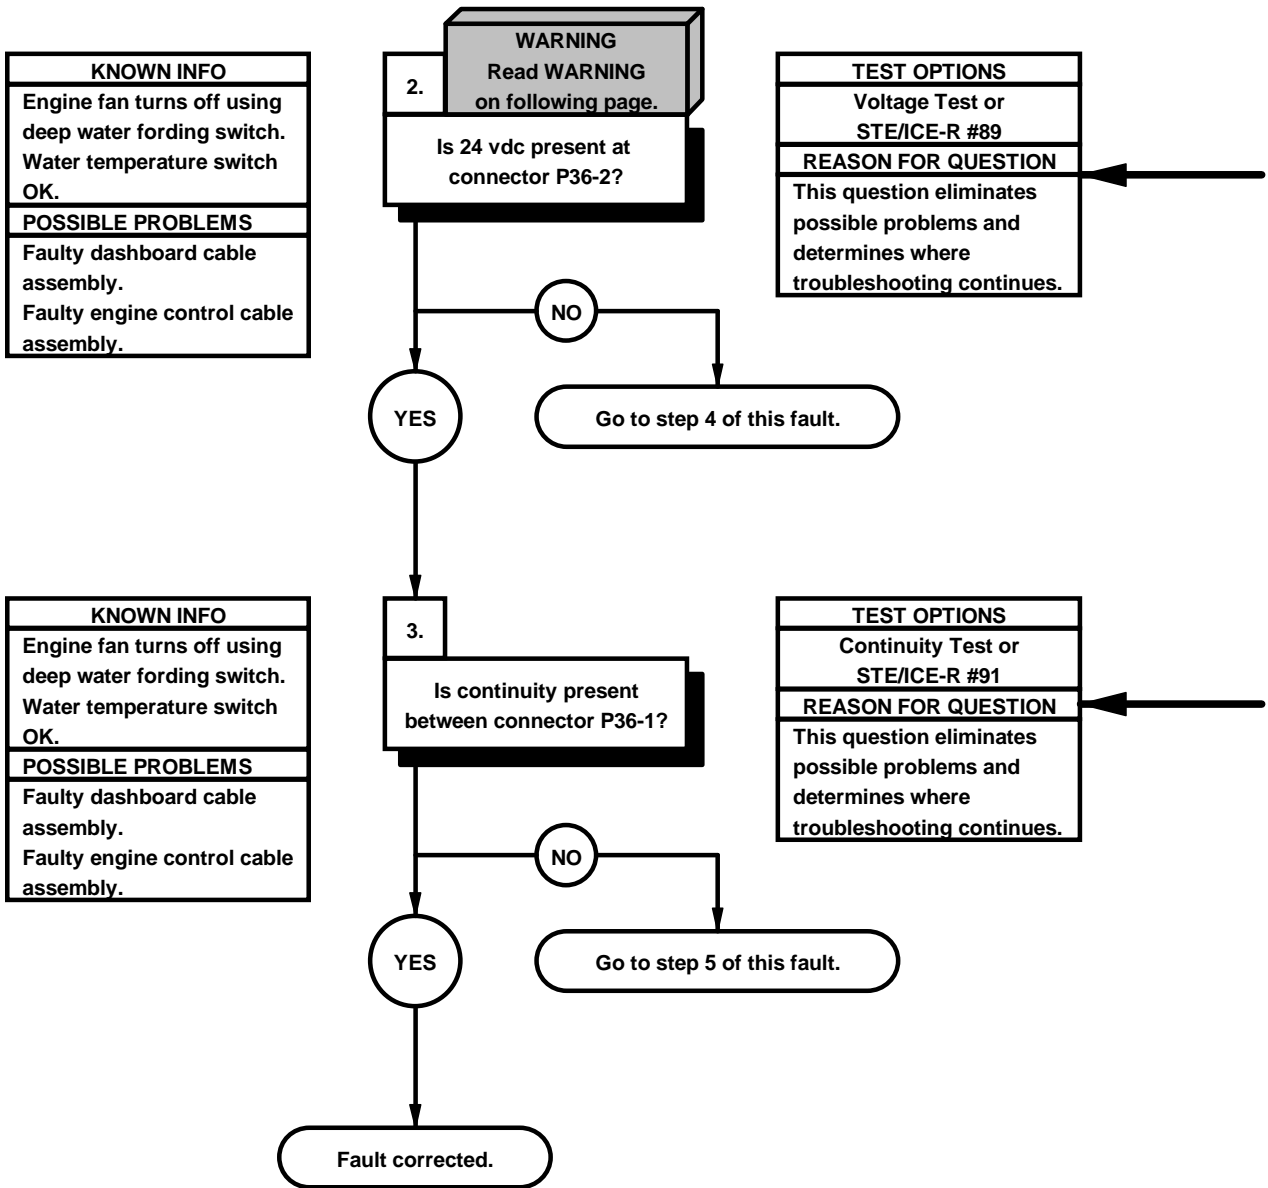 KNOWN INFO
Engine fan turns off using
deep water fording switch.
Water temperature switch
OK.
POSSIBLE PROBLEMS
Faulty dashboard cable
assembly.
Faulty engine control cable
assembly.
2.
WARNING
Read WARNING
on following page.
Is 24 vdc present at
connector P36-2?
TEST OPTIONS
Voltage Test or
STE/ICE-R #89
REASON FOR QUESTION
This question eliminates
possible problems and
determines where
troubleshooting continues.
NO
YES
Go to step 4 of this fault.
KNOWN INFO
Engine fan turns off using
deep water fording switch.
Water temperature switch
OK.
POSSIBLE PROBLEMS
Faulty dashboard cable
assembly.
Faulty engine control cable
assembly.
3.
Is continuity present
between connector P36-1?
TEST OPTIONS
Continuity Test or
STE/ICE-R #91
REASON FOR QUESTION
This question eliminates
possible problems and
determines where
troubleshooting continues.
NO
YES
Go to step 5 of this fault.
Fault corrected.